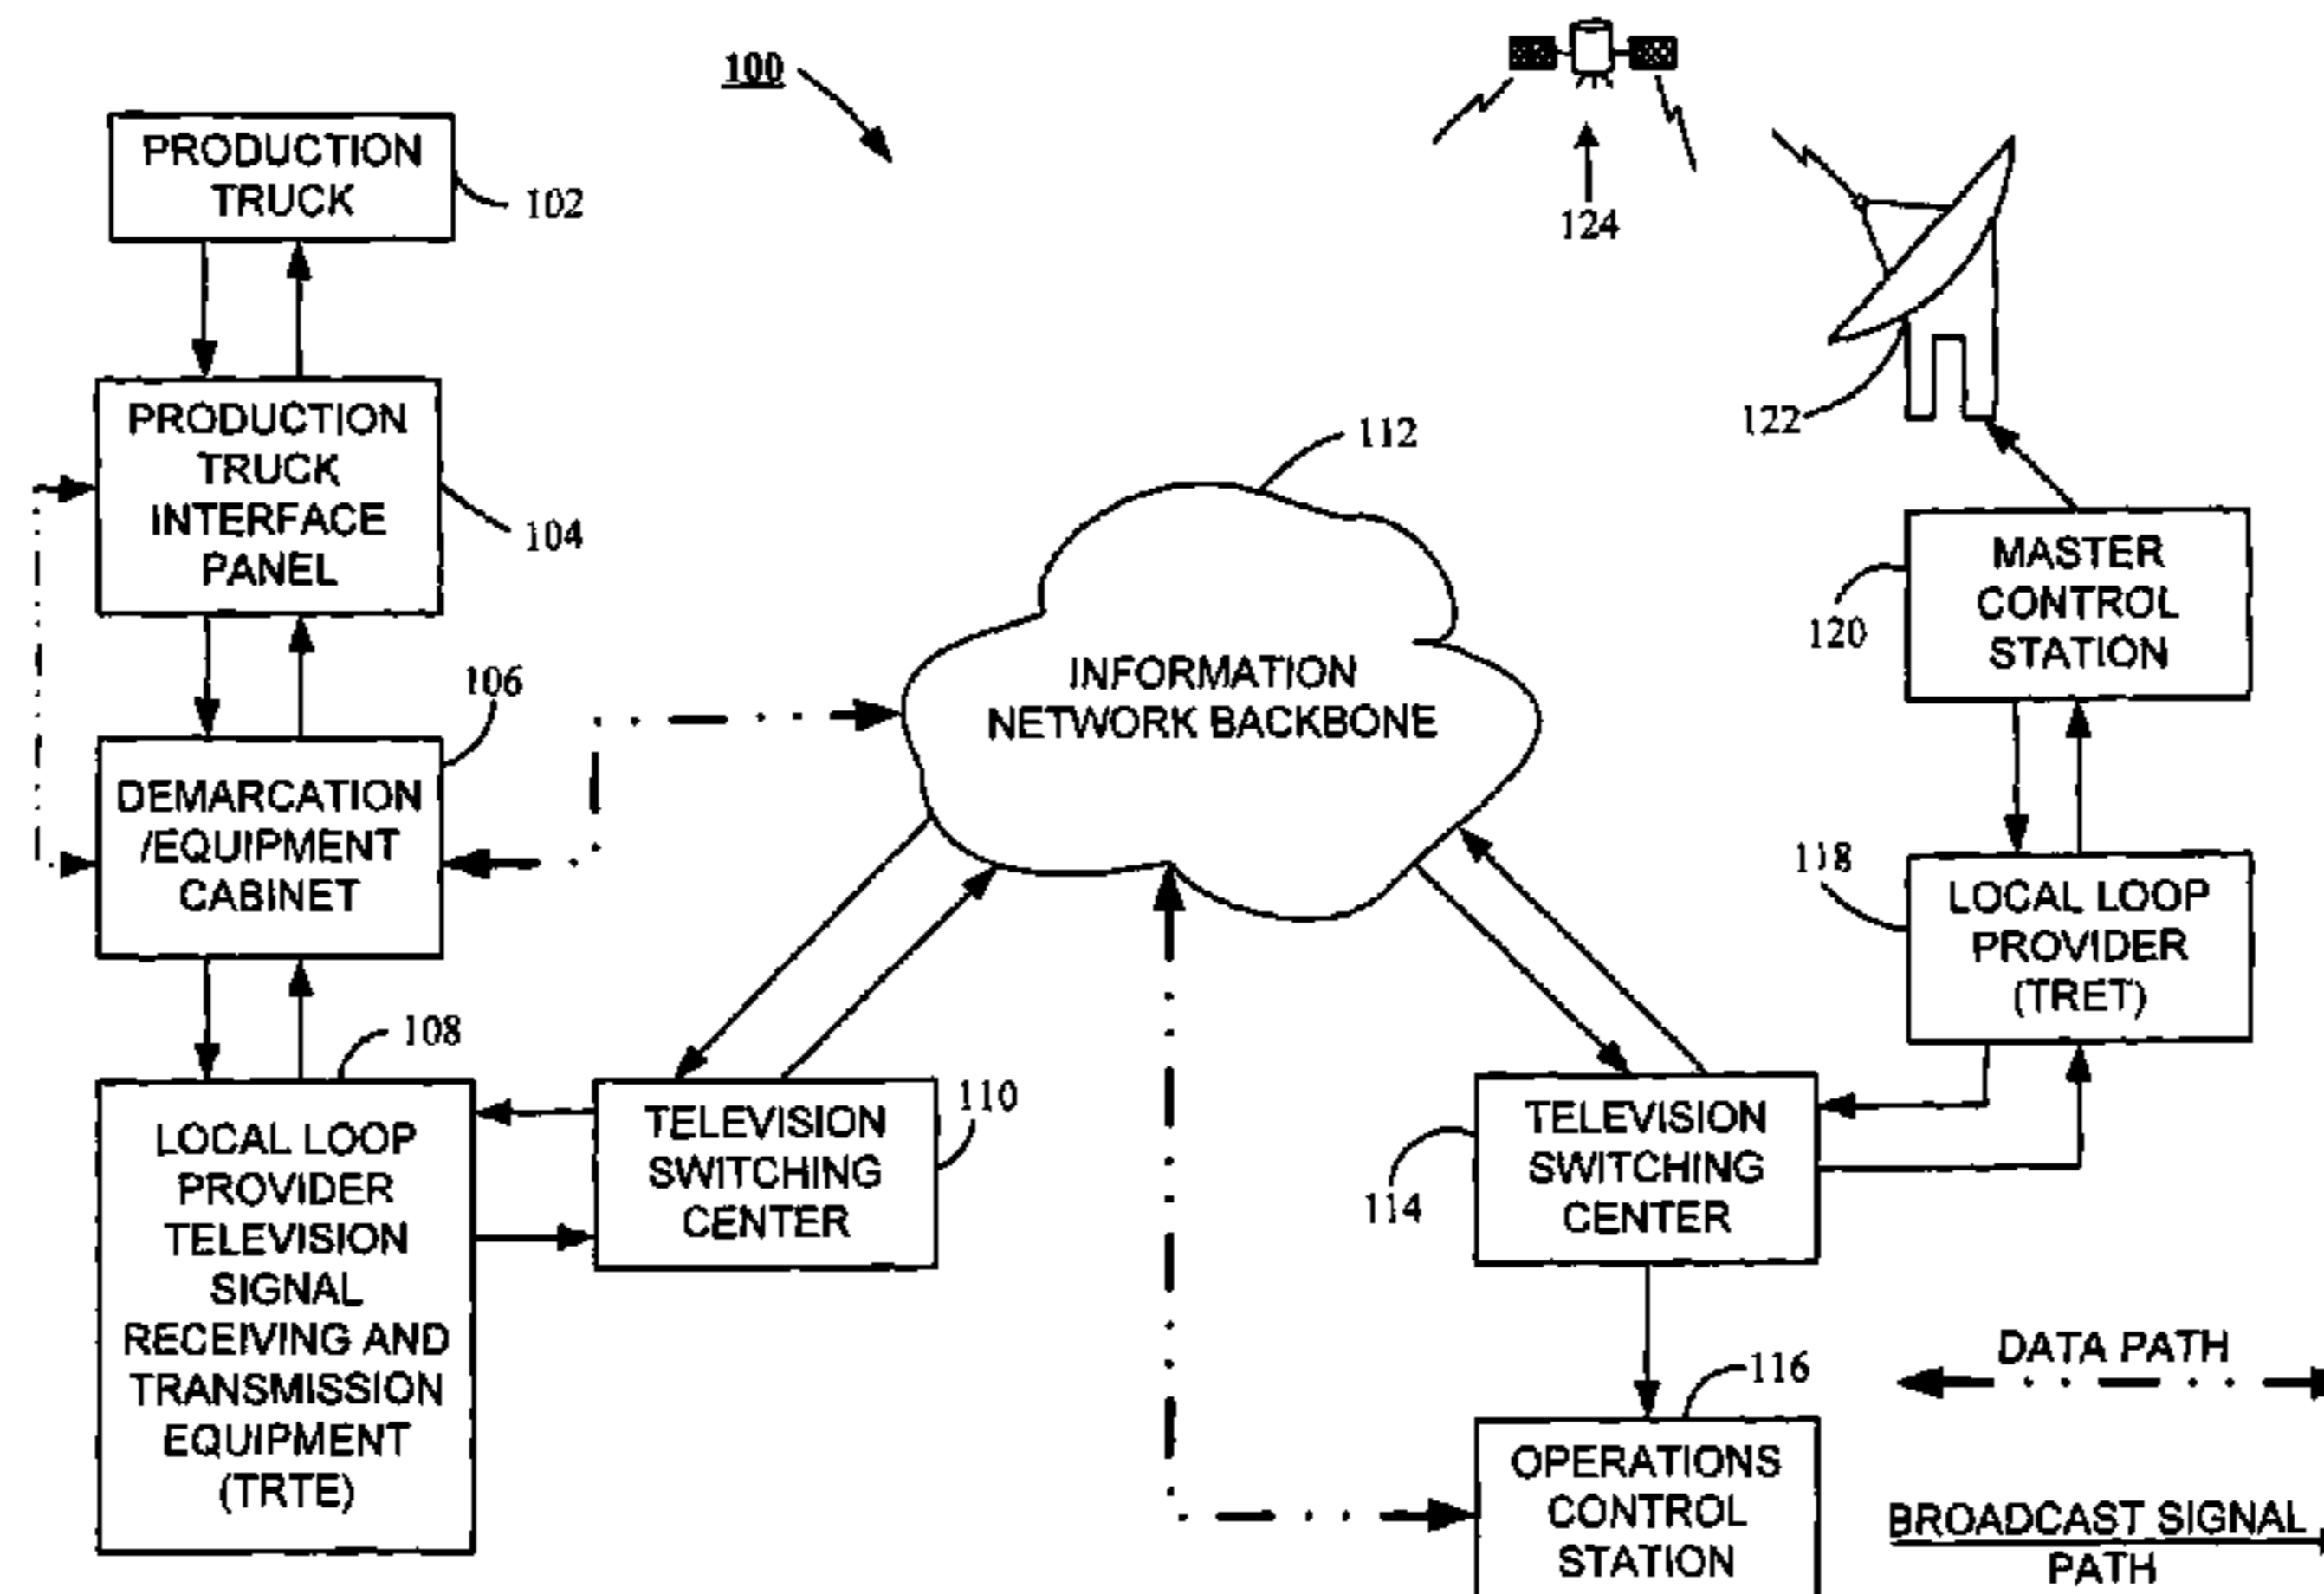 100
124
PRODUCTION
TRUCK
102
PRODUCTION
TRUCK
INTERFACE
PANEL
104
106
DEMARCATION
/EQUIPMENT
CABINET
108
LOCAL LOOP
PROVIDER
TELEVISION
SIGNAL
RECEIVING AND
TRANSMISSION
EQUIPMENT
(TRTE)
TELEVISION
SWITCHING
CENTER
110
112
INFORMATION
NETWORK BACKBONE
122
MASTER
CONTROL
STATION
120
118
LOCAL LOOP
PROVIDER
(TRET)
TELEVISION
SWITCHING
CENTER
114
116
OPERATIONS
CONTROL
STATION
DATA PATH
BROADCAST SIGNAL
PATH